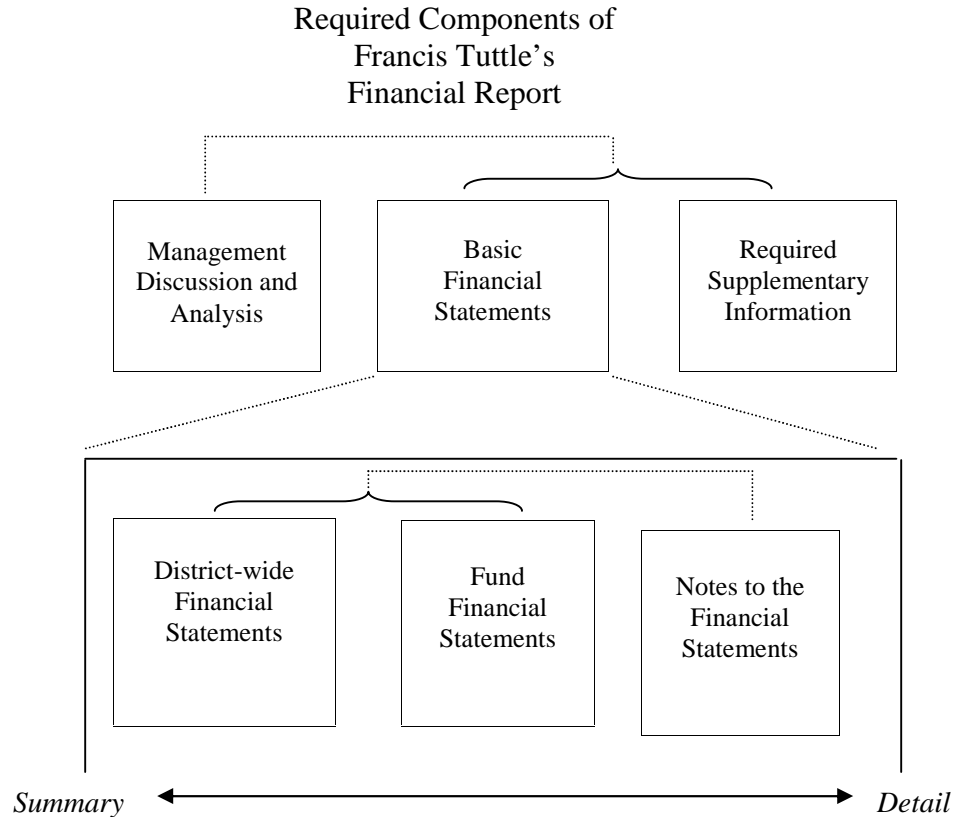 Required Components of
Francis Tuttle’s
Financial Report
Management
Discussion and
Analysis
Basic
Financial
Statements
Required
Supplementary
Information
District-wide
Financial
Statements
Fund
Financial
Statements
Notes to the
Financial
Statements
Summary
Detail